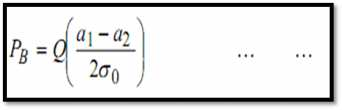 P_B = Q((a_1 − a_2) / (2σ_0)) ... ...